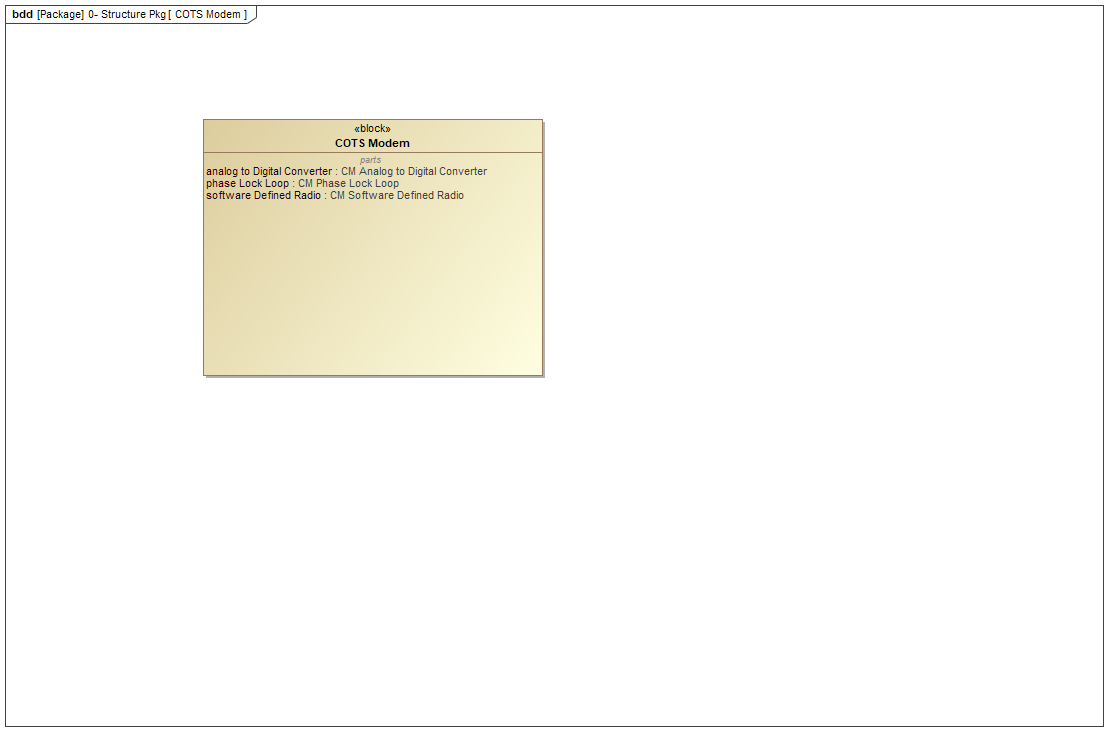 bdd [Package] 0- Structure Pkg [ COTS Modem ]
«block»
COTS Modem
parts
analog to Digital Converter : CM Analog to Digital Converter
phase Lock Loop : CM Phase Lock Loop
software Defined Radio : CM Software Defined Radio